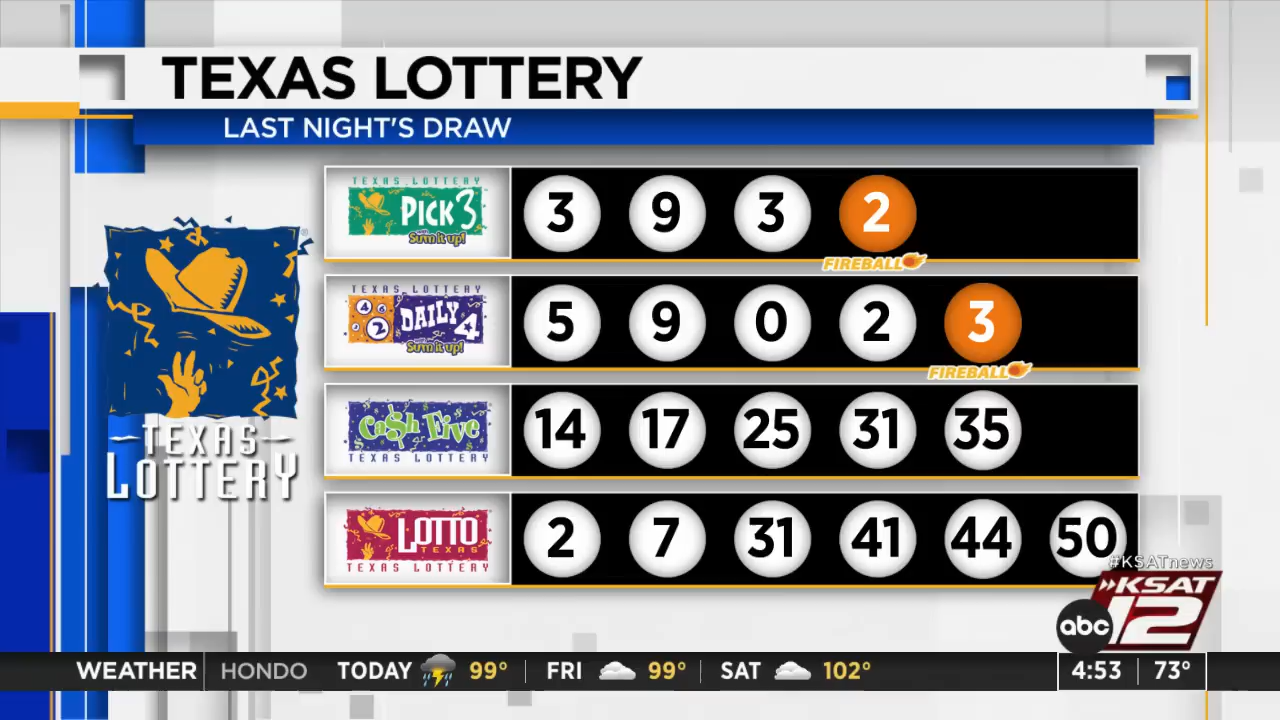 TEXAS LOTTERY
LAST NIGHT'S DRAW
TEXAS LOTTERY
PICK 3
with
Sum it up!
3 9 3 2
FIREBALL
TEXAS LOTTERY
DAILY 4
Sum it up!
5 9 0 2 3
FIREBALL
Ca$h Five
TEXAS LOTTERY
14 17 25 31 35
TEXAS
LOTTERY
LOTTO
TEXAS
TEXAS LOTTERY
2 7 31 41 44 50
#KSATnews
KSAT
abc 12
WEATHER HONDO TODAY 99° FRI 99° SAT 102° 4:53 73°